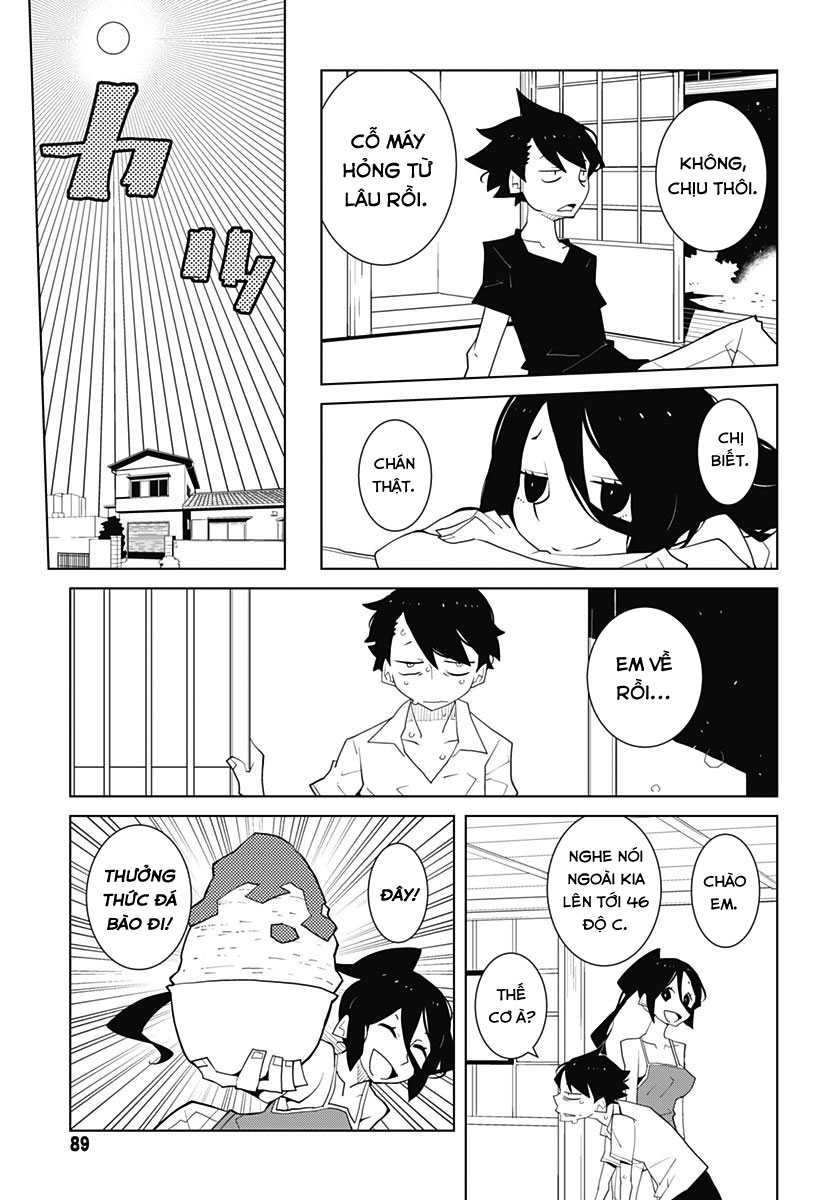 KHÔNG,
CHỊU THÔI.
CỖ MÁY
HỎNG TỪ
LÂU RỒI.
CHỊ
BIẾT.
CHÁN
THẬT.
カッ
EM VỀ
RỒI...
CHÀO
EM.
NGHE NÓI
NGOÀI KIA
LÊN TỚI 46
ĐỘ C.
THẾ
CƠ À?
ĐÂY!
THƯỞNG
THỨC ĐÁ
BÀO ĐI!
89